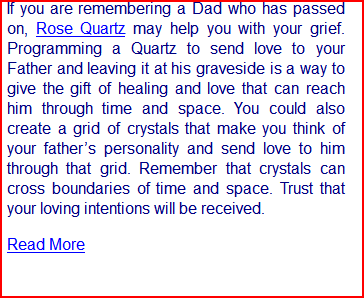 If you are remembering a Dad who has passed
on, Rose Quartz may help you with your grief.
Programming a Quartz to send love to your
Father and leaving it at his graveside is a way to
give the gift of healing and love that can reach
him through time and space. You could also
create a grid of crystals that make you think of
your father’s personality and send love to him
through that grid. Remember that crystals can
cross boundaries of time and space. Trust that
your loving intentions will be received.
Read More